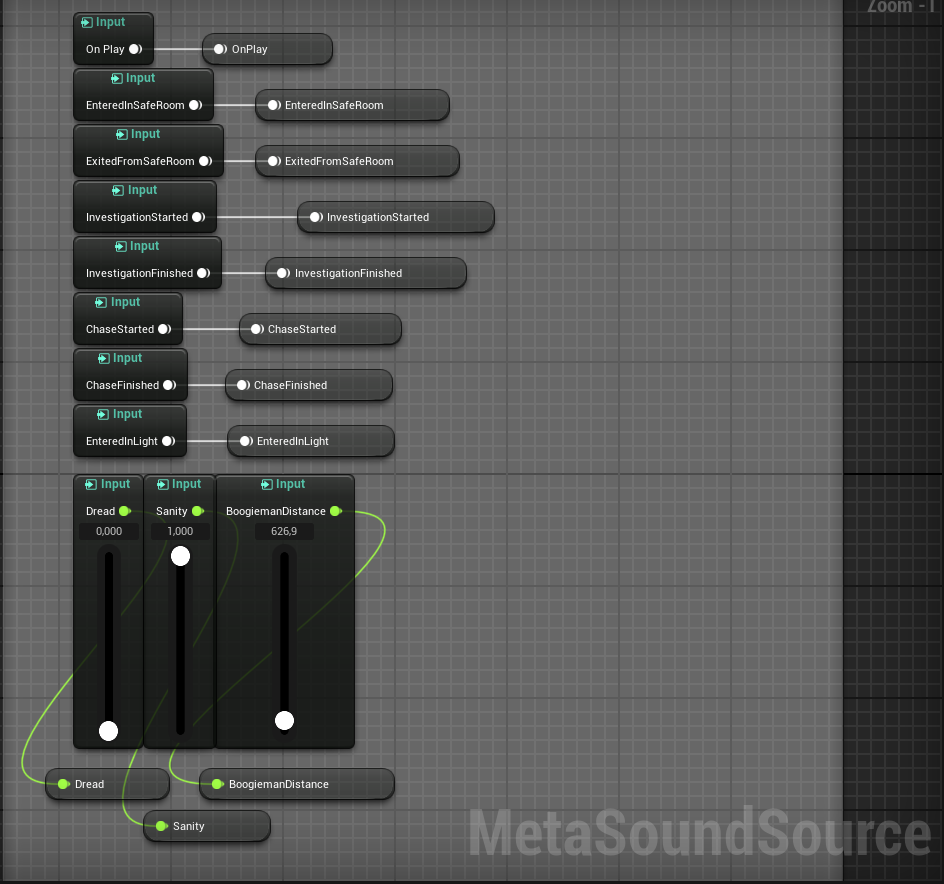 Zoom -1
Input
On Play
OnPlay
Input
EnteredInSafeRoom
EnteredInSafeRoom
Input
ExitedFromSafeRoom
ExitedFromSafeRoom
Input
InvestigationStarted
InvestigationStarted
Input
InvestigationFinished
InvestigationFinished
Input
ChaseStarted
ChaseStarted
Input
ChaseFinished
ChaseFinished
Input
EnteredInLight
EnteredInLight
Input
Dread
0,000
Input
Sanity
1,000
Input
BoogiemanDistance
626,9
Dread
BoogiemanDistance
Sanity
MetaSoundSource